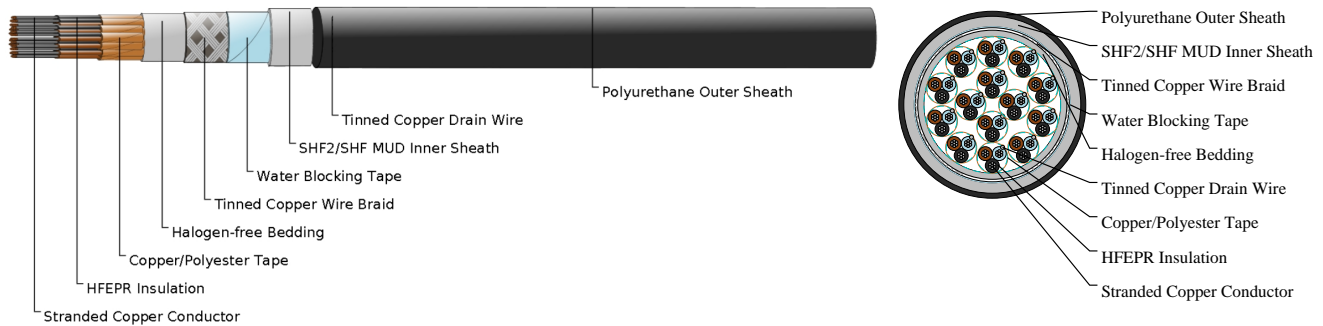 Polyurethane Outer Sheath
Tinned Copper Drain Wire
SHF2/SHF MUD Inner Sheath
Water Blocking Tape
Tinned Copper Wire Braid
Halogen-free Bedding
Copper/Polyester Tape
HFEPR Insulation
Stranded Copper Conductor
Polyurethane Outer Sheath
SHF2/SHF MUD Inner Sheath
Tinned Copper Wire Braid
Water Blocking Tape
Halogen-free Bedding
Tinned Copper Drain Wire
Copper/Polyester Tape
HFEPR Insulation
Stranded Copper Conductor